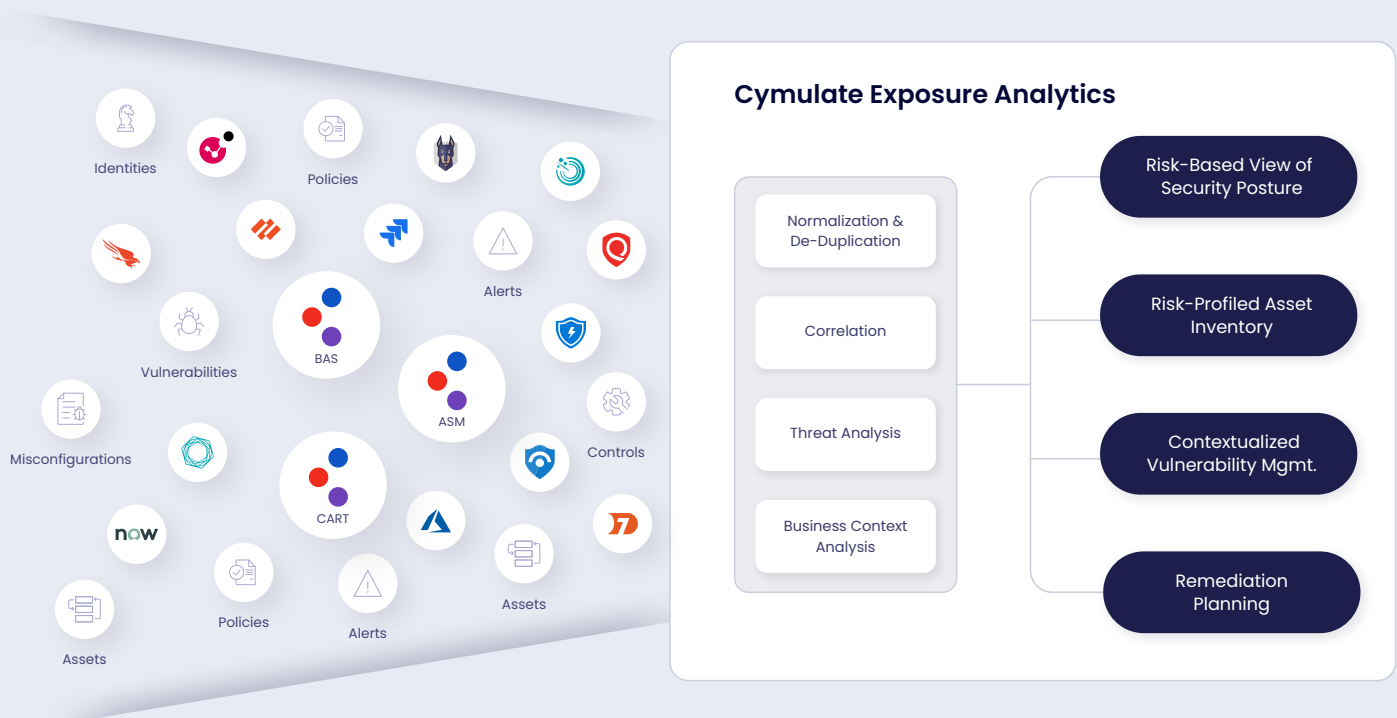 Cymulate Exposure Analytics
Identities
Policies
Alerts
Vulnerabilities
BAS
ASM
Misconfigurations
Controls
CART
now
Policies
Alerts
Assets
Assets
Normalization &
De-Duplication
Correlation
Threat Analysis
Business Context
Analysis
Risk-Based View of
Security Posture
Risk-Profiled Asset
Inventory
Contextualized
Vulnerability Mgmt.
Remediation
Planning